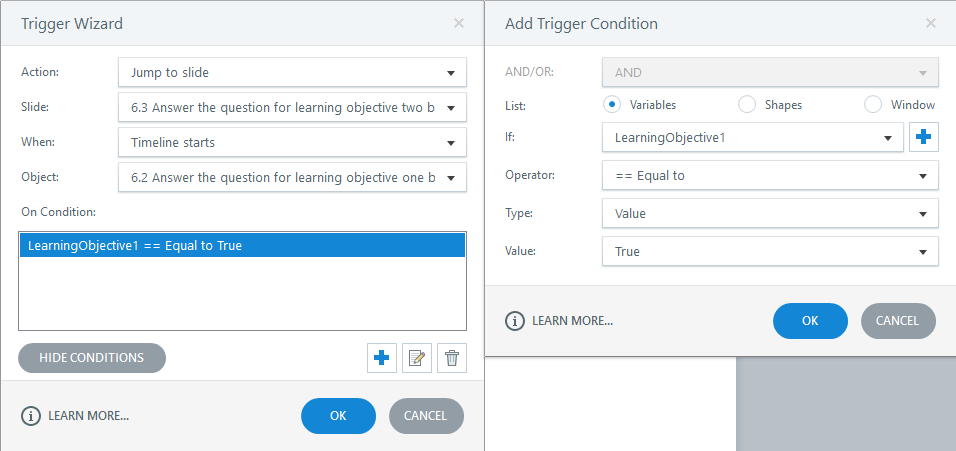 Trigger Wizard
Action: Jump to slide
Slide: 6.3 Answer the question for learning objective two b
When: Timeline starts
Object: 6.2 Answer the question for learning objective one b
On Condition:
LearningObjective1 == Equal to True
HIDE CONDITIONS
LEARN MORE...
OK
CANCEL
Add Trigger Condition
AND/OR: AND
List: Variables Shapes Window
If: LearningObjective1
Operator: == Equal to
Type: Value
Value: True
LEARN MORE...
OK
CANCEL